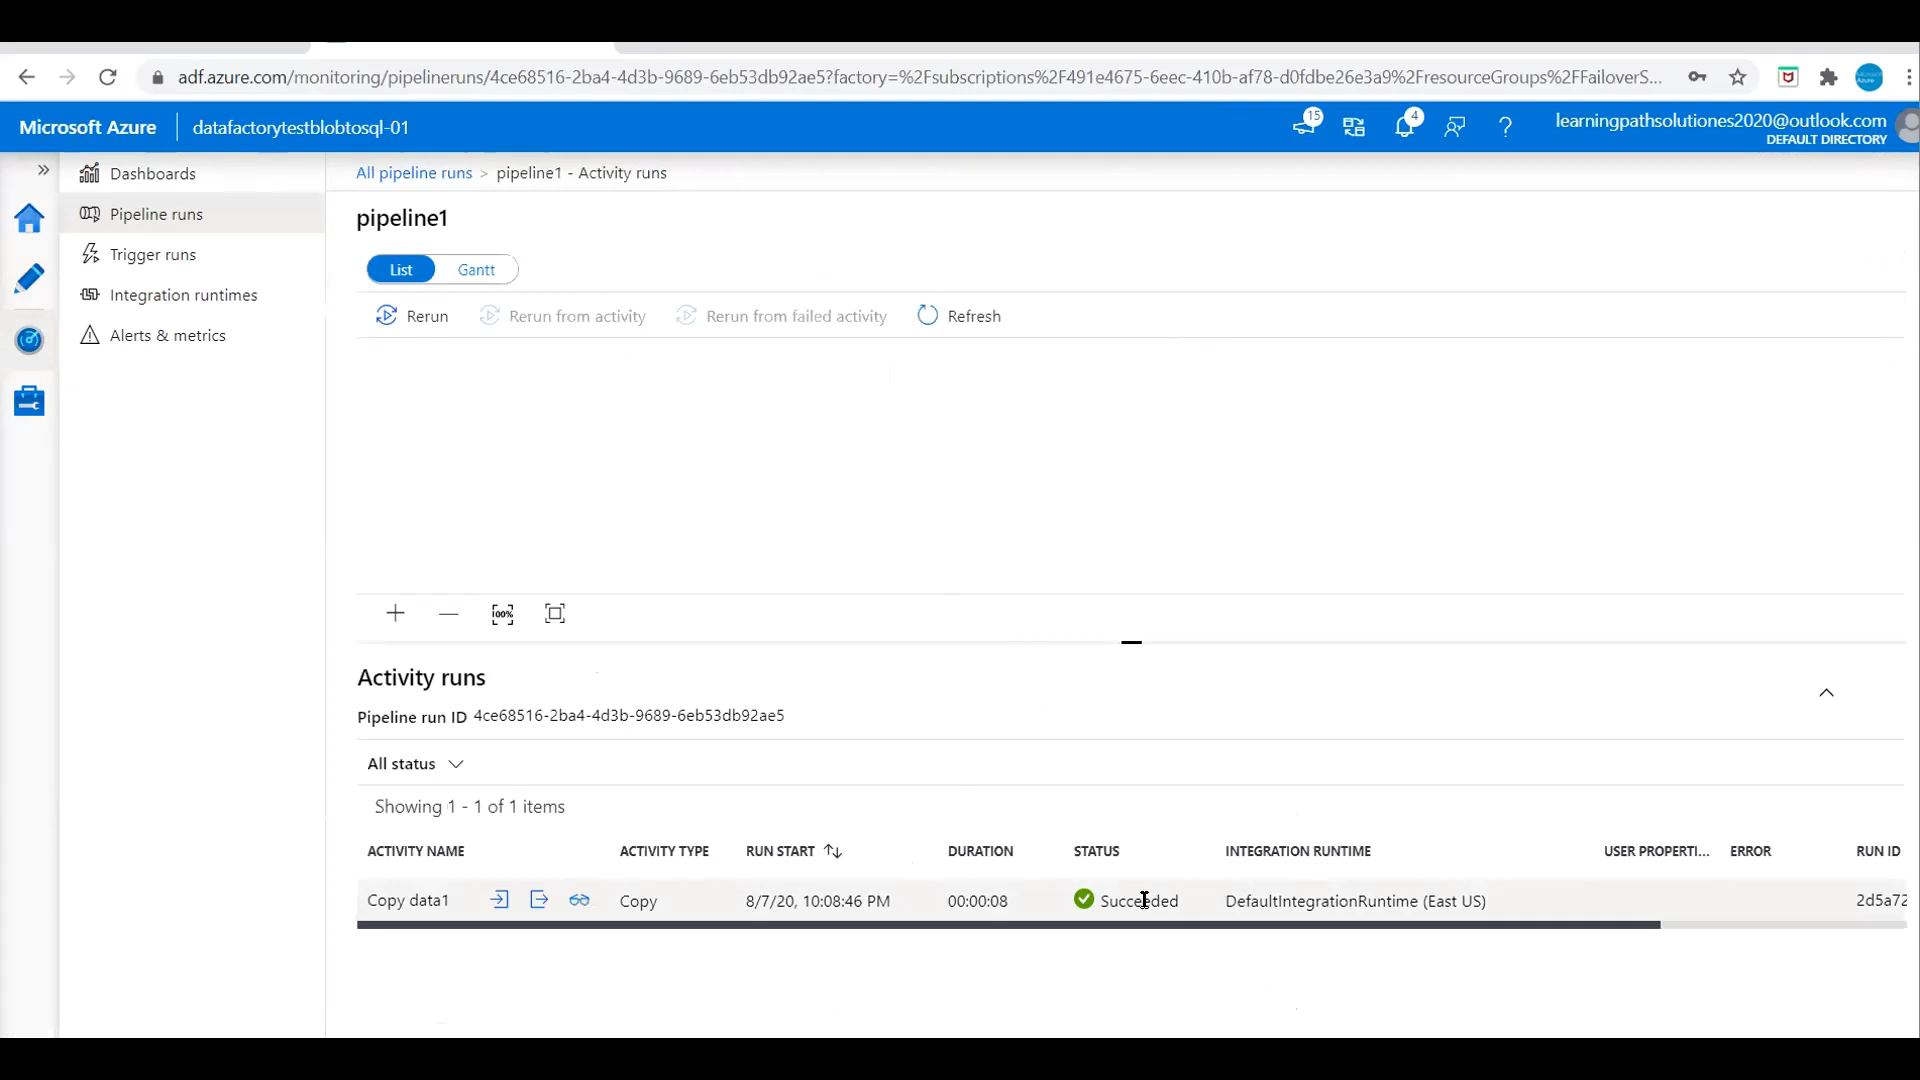 adf.azure.com/monitoring/pipelineruns/4ce68516-2ba4-4d3b-9689-6eb53db92ae5?factory=%2Fsubscriptions%2F491e4675-6eec-410b-af78-d0fdbe26e3a9%2FresourceGroups%2FFailoverS...
Microsoft Azure
datafactorytestblobtosql-01
15
4
learningpathsolutiones2020@outlook.com
DEFAULT DIRECTORY
Dashboards
Pipeline runs
Trigger runs
Integration runtimes
Alerts & metrics
All pipeline runs > pipeline1 - Activity runs
pipeline1
List Gantt
Rerun Rerun from activity Rerun from failed activity Refresh
100%
Activity runs
Pipeline run ID 4ce68516-2ba4-4d3b-9689-6eb53db92ae5
All status
Showing 1 - 1 of 1 items
ACTIVITY NAME ACTIVITY TYPE RUN START DURATION STATUS INTEGRATION RUNTIME USER PROPERTI... ERROR RUN ID
Copy data1 Copy 8/7/20, 10:08:46 PM 00:00:08 Succeeded DefaultIntegrationRuntime (East US) 2d5a72